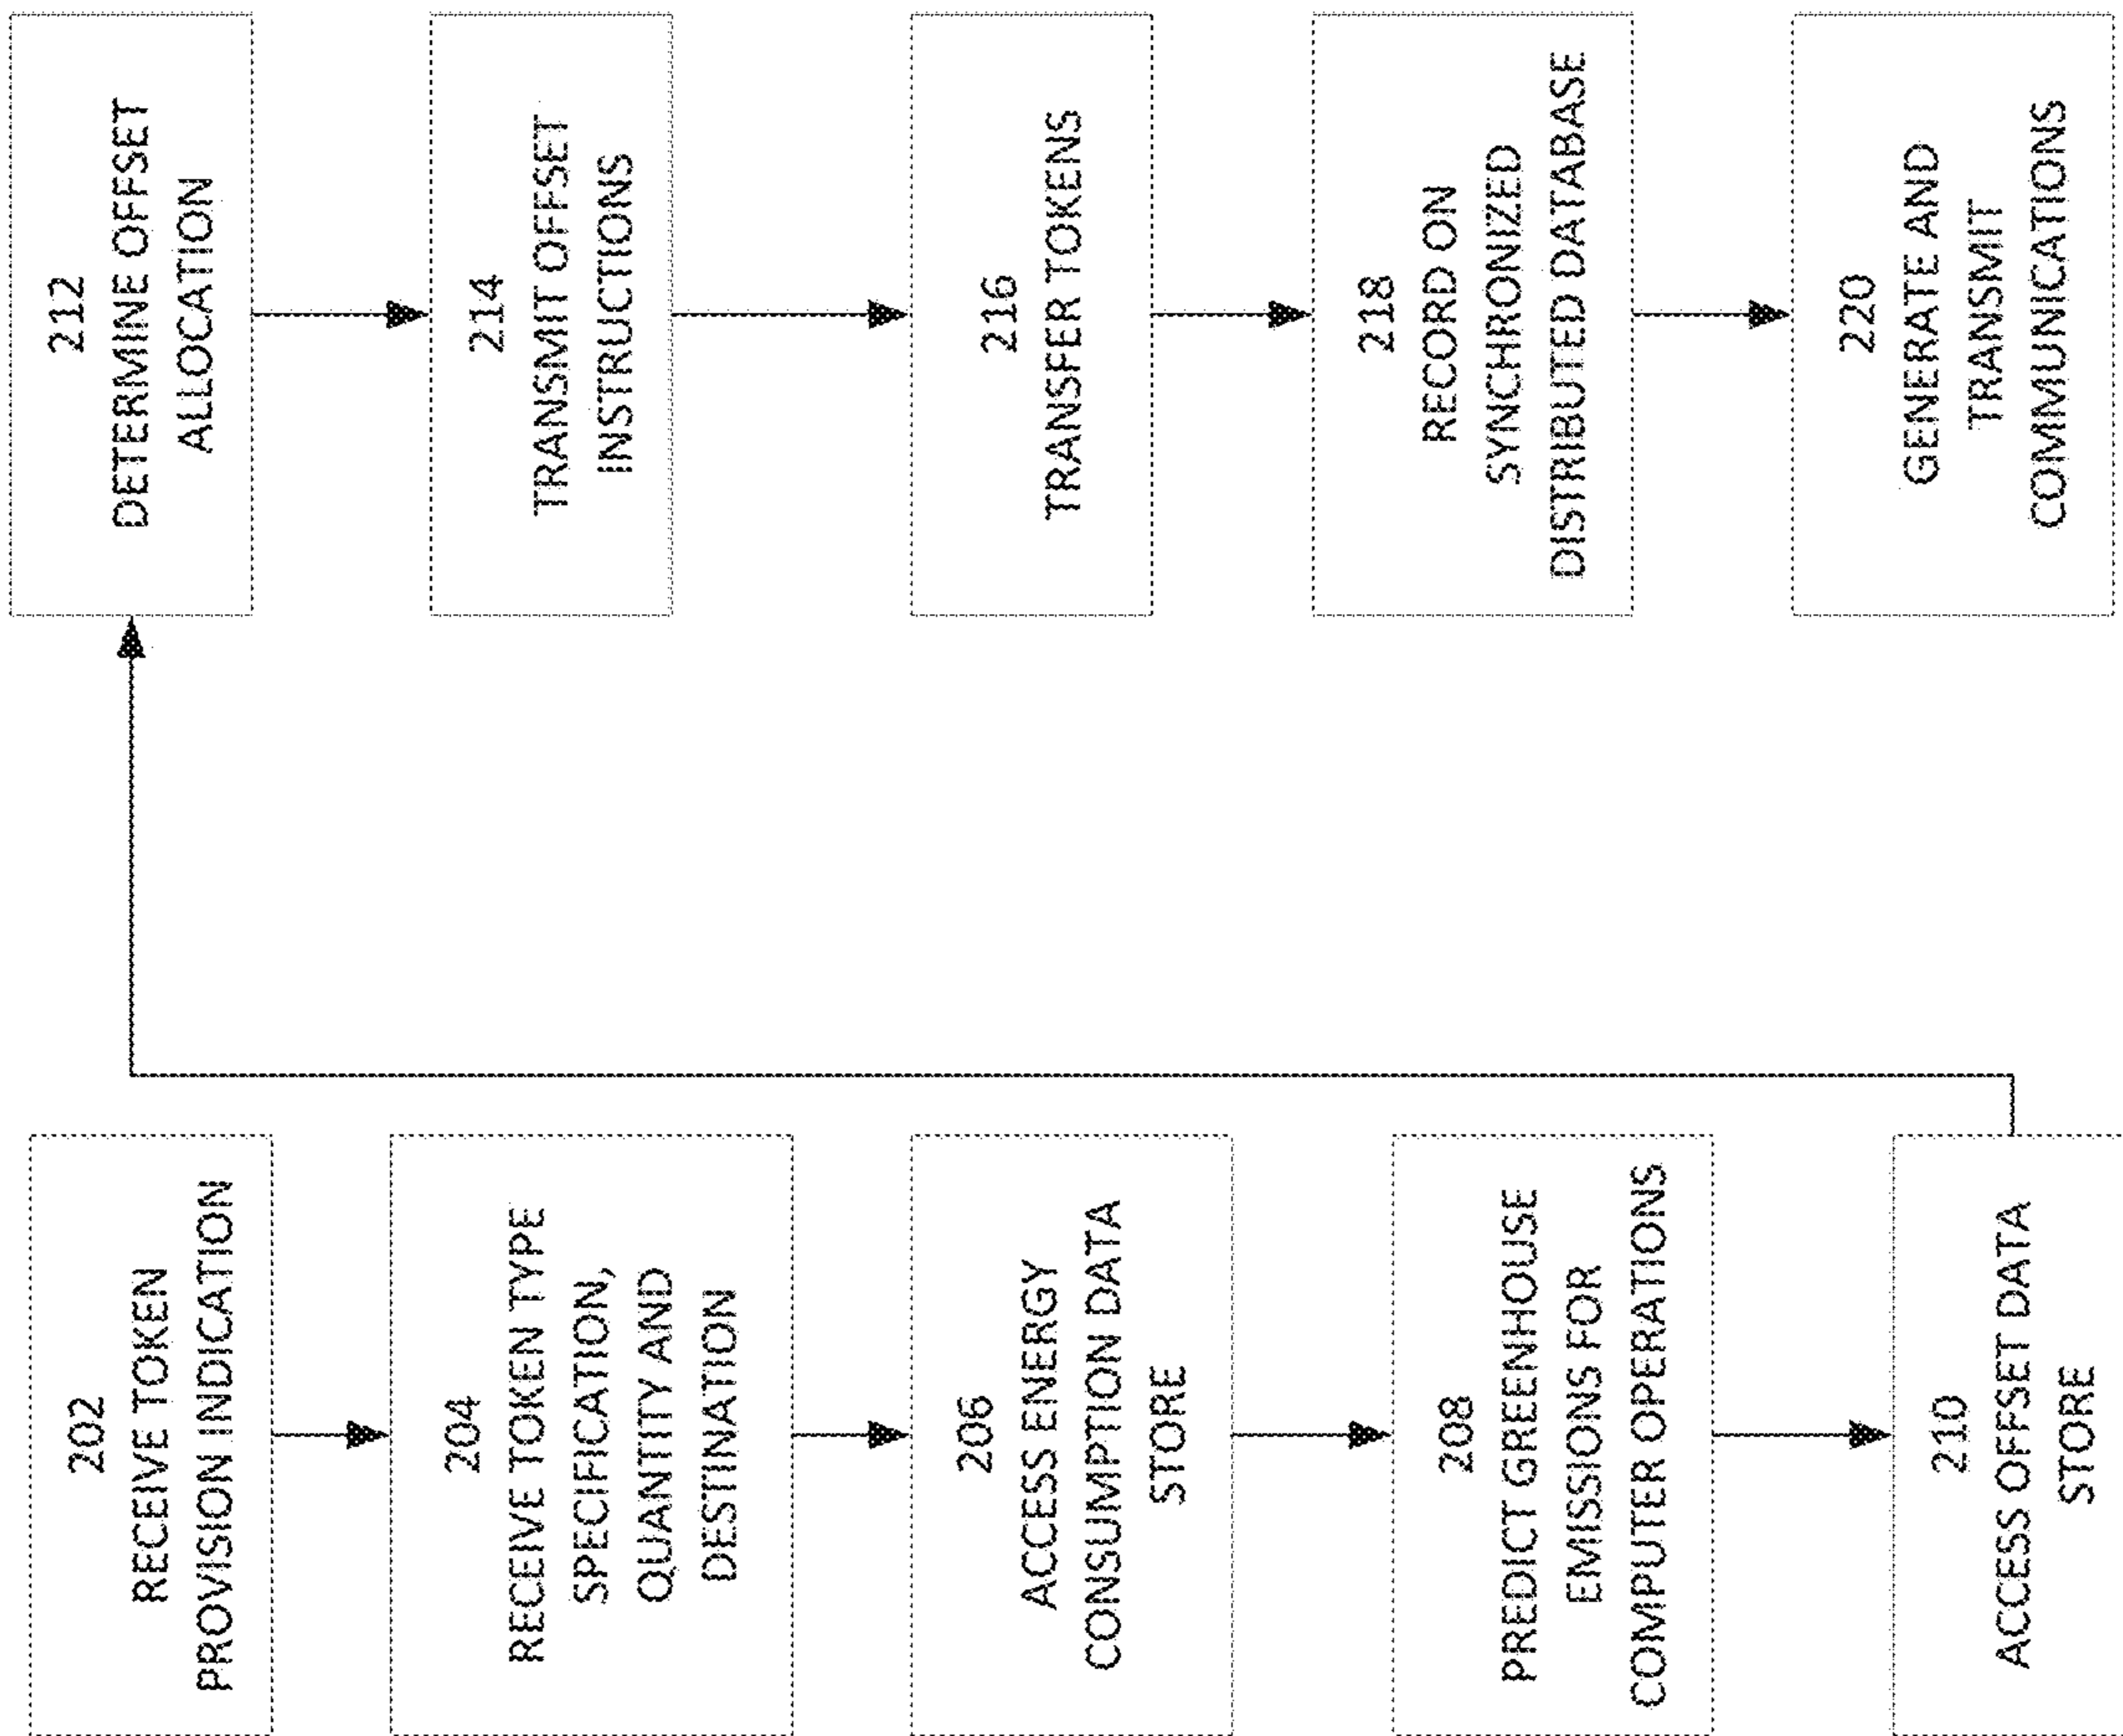 202
RECEIVE TOKEN
PROVISION INDICATION
204
RECEIVE TOKEN TYPE
SPECIFICATION,
QUANTITY AND
DESTINATION
206
ACCESS ENERGY
CONSUMPTION DATA
STORE
208
PREDICT GREENHOUSE
EMISSIONS FOR
COMPUTER OPERATIONS
210
ACCESS OFFSET DATA
STORE
212
DETERMINE OFFSET
ALLOCATION
214
TRANSMIT OFFSET
INSTRUCTIONS
216
TRANSFER TOKENS
218
RECORD ON
SYNCHRONIZED
DISTRIBUTED DATABASE
220
GENERATE AND
TRANSMIT
COMMUNICATIONS